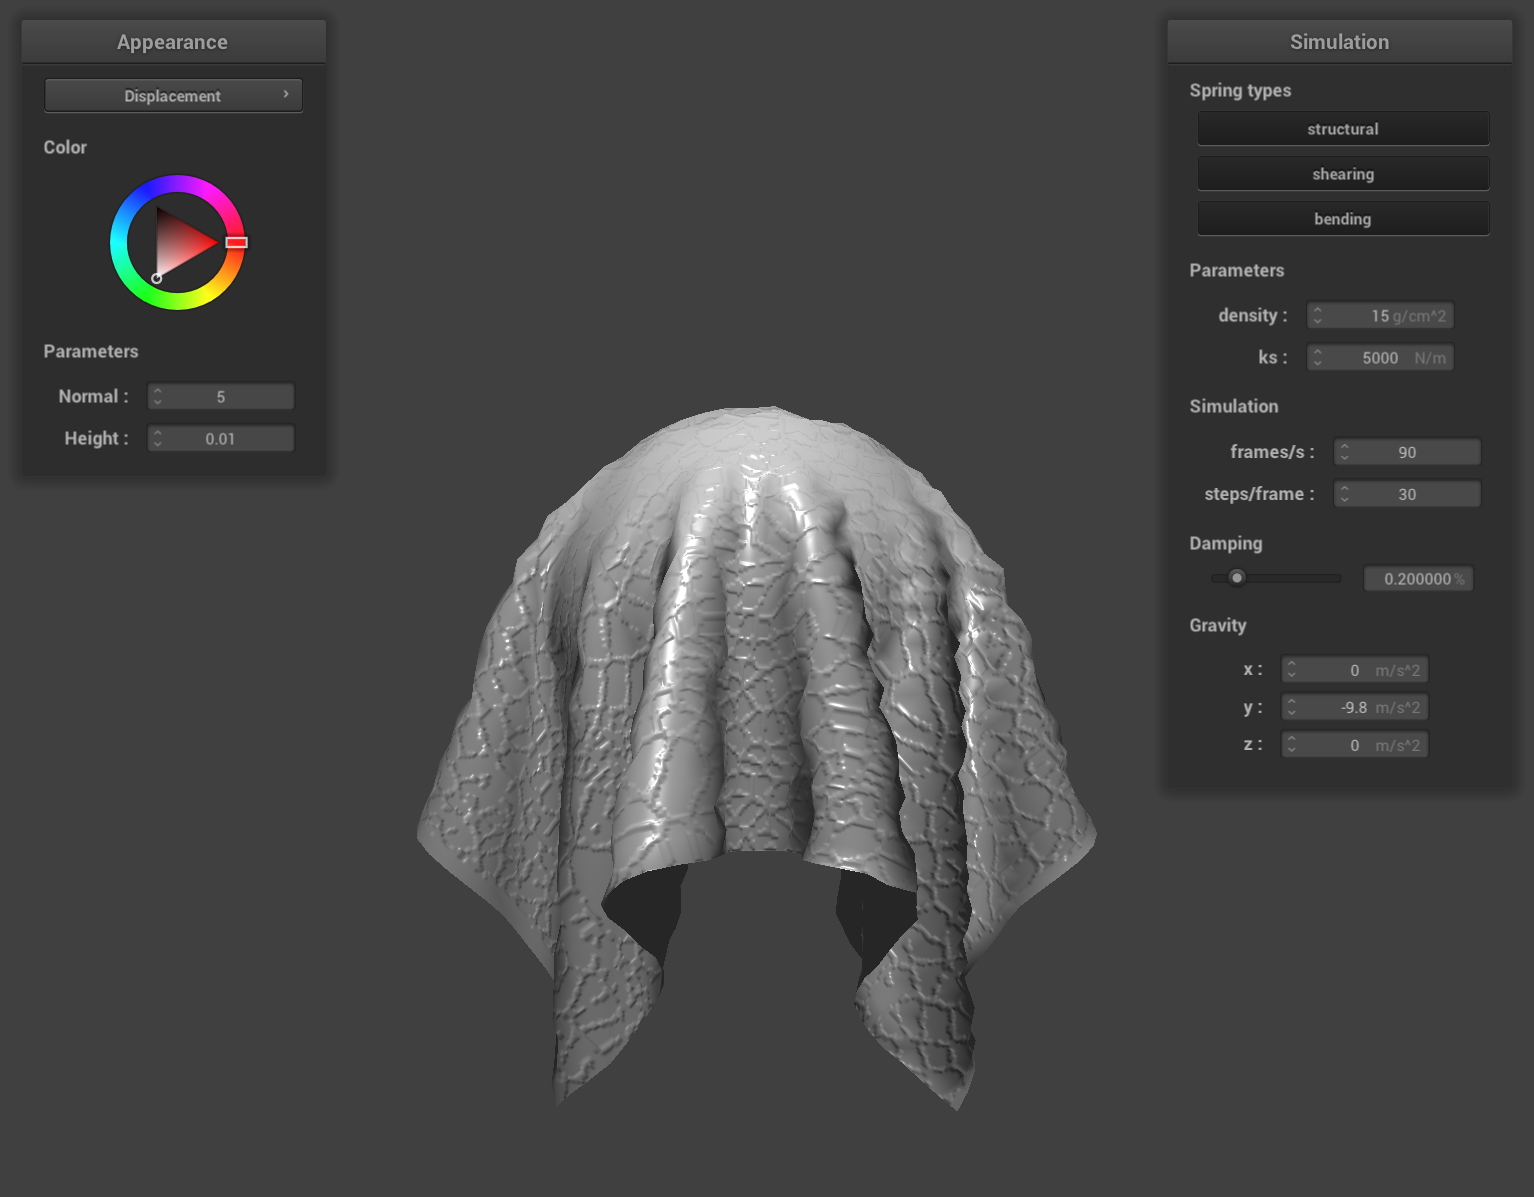 Appearance
Displacement ›
Color
Parameters
Normal : 5
Height : 0.01
Simulation
Spring types
structural
shearing
bending
Parameters
density : 15 g/cm^2
ks : 5000 N/m
Simulation
frames/s : 90
steps/frame : 30
Damping
0.200000 %
Gravity
x : 0 m/s^2
y : -9.8 m/s^2
z : 0 m/s^2